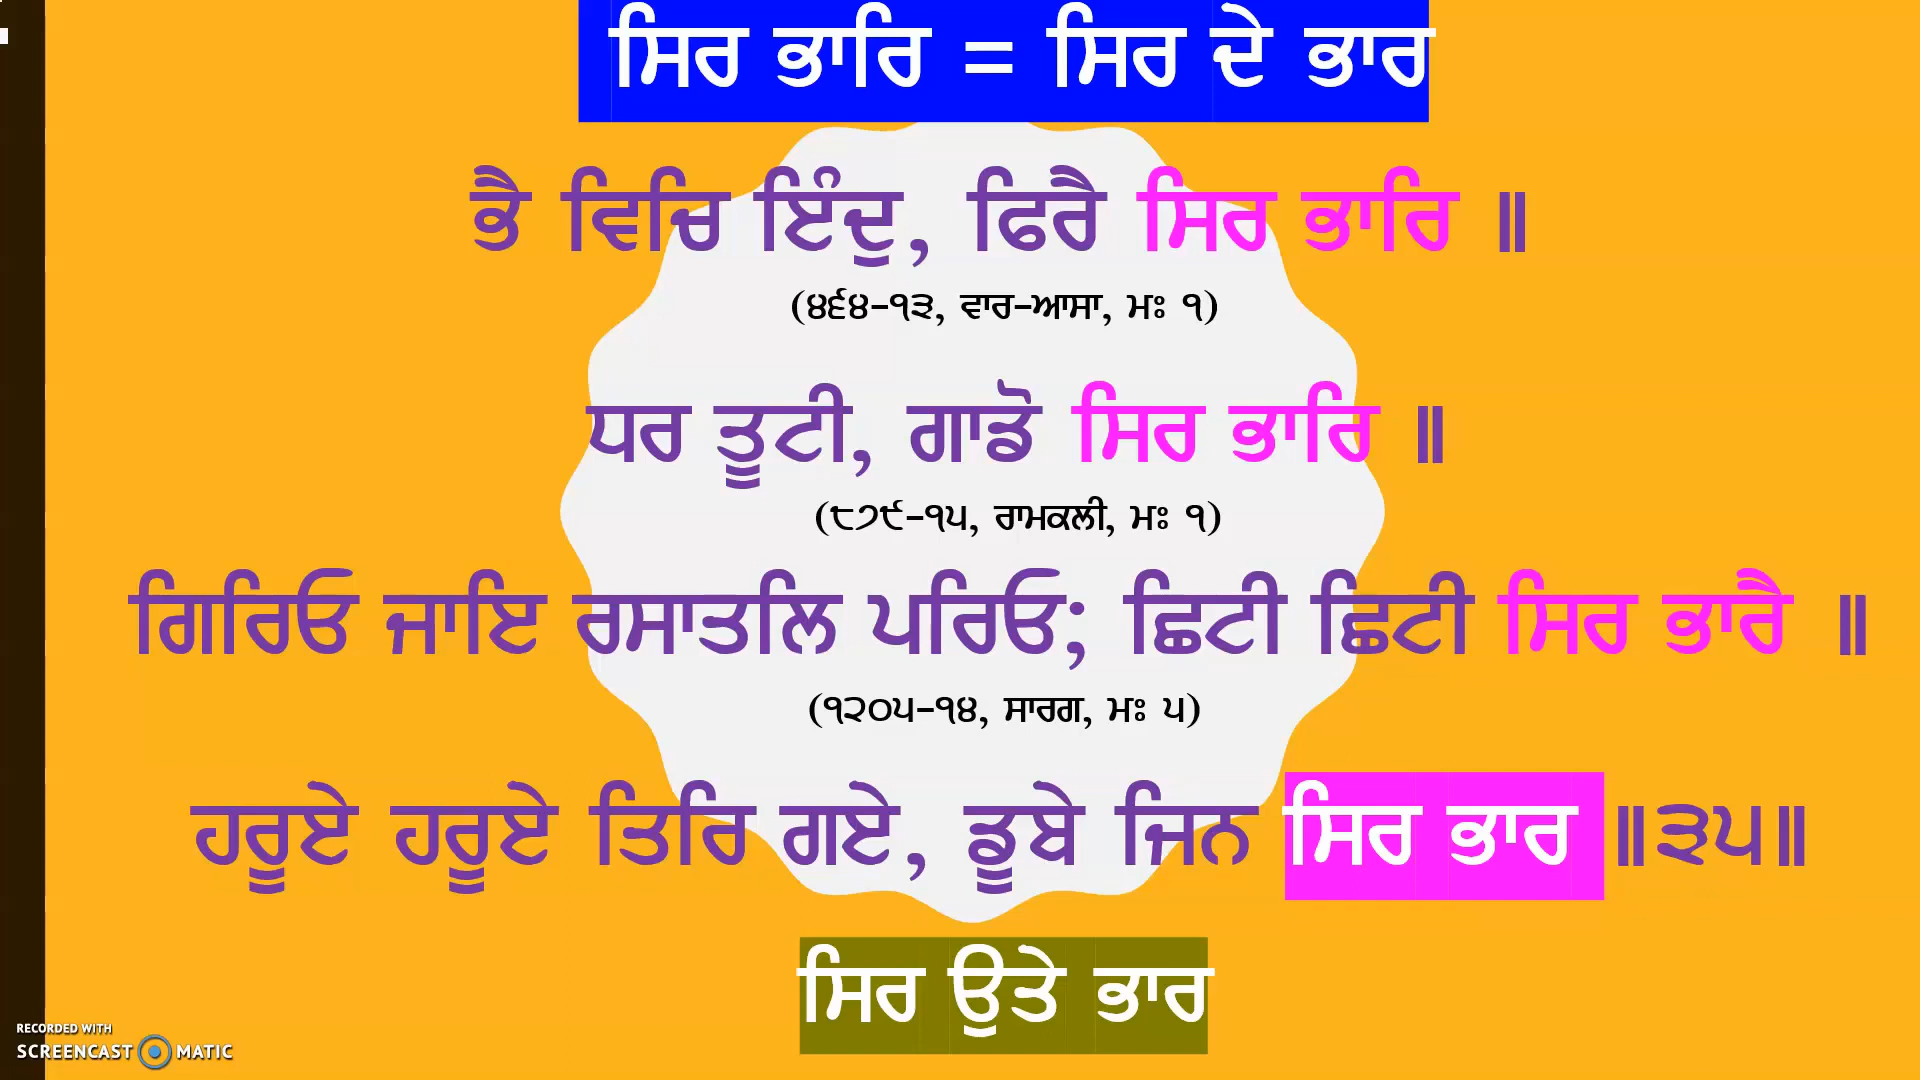 ਸਿਰ ਭਾਰਿ = ਸਿਰ ਦੇ ਭਾਰ
ਭੈ ਵਿਚਿ ਇੰਦੁ, ਫਿਰੈ ਸਿਰ ਭਾਰਿ ॥
(੪੬੪-੧੩, ਵਾਰ-ਆਸਾ, ਮਃ ੧)
ਧਰ ਤੂਟੀ, ਗਾਡੋ ਸਿਰ ਭਾਰਿ ॥
(੮੭੯-੧੫, ਰਾਮਕਲੀ, ਮਃ ੧)
ਗਿਰਿਓ ਜਾਇ ਰਸਾਤਲਿ ਪਰਿਓ; ਛਿਟੀ ਛਿਟੀ ਸਿਰ ਭਾਰੈ ॥
(੧੨੦੫-੧੪, ਸਾਰਗ, ਮਃ ੫)
ਹਰੂਏ ਹਰੂਏ ਤਿਰਿ ਗਏ, ਡੂਬੇ ਜਿਨ ਸਿਰ ਭਾਰ ॥੩੫॥
ਸਿਰ ਉਤੇ ਭਾਰ
RECORDED WITH
SCREENCAST MATIC